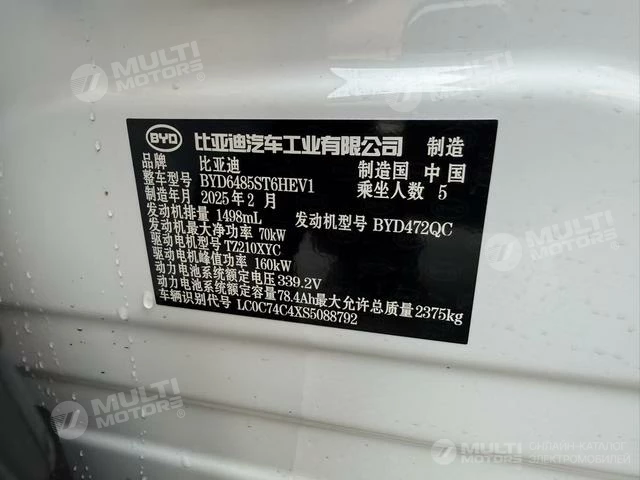 MULTI
MOTORS
MULTI
MOTORS
BYD 比亚迪汽车工业有限公司 制造
品牌 比亚迪 制造国 中国
整车型号 BYD6485ST6HEV1 乘坐人数 5
制造年月 2025年2月
发动机排量 1498mL 发动机型号 BYD472QC
发动机最大净功率 70kW
驱动电机型号 TZ210XYC
驱动电机峰值功率 160kW
动力电池系统额定电压 339.2V
动力电池系统额定容量 78.4Ah 最大允许总质量 2375kg
车辆识别代号 LC0C74C4XS5088792
MULTI
MOTORS
MULTI
MOTORS
MULTI
MOTORS
ОНЛАЙН-КАТАЛОГ
ЭЛЕКТРОМОБИЛЕЙ